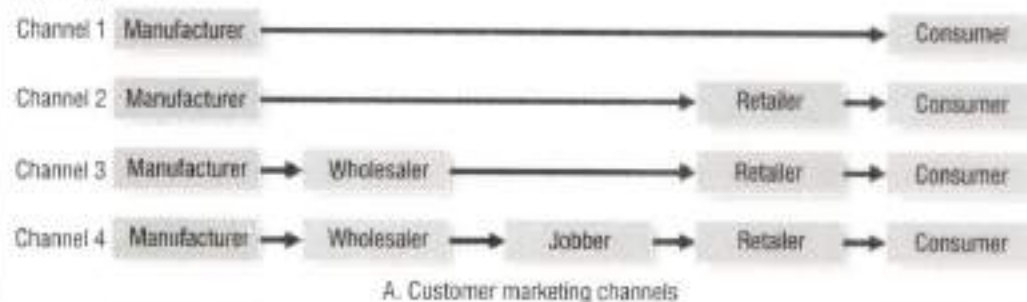 Channel 1 Manufacturer Consumer
Channel 2 Manufacturer Retailer Consumer
Channel 3 Manufacturer Wholesaler Retailer Consumer
Channel 4 Manufacturer Wholesaler Jobber Retailer Consumer
A. Customer marketing channels